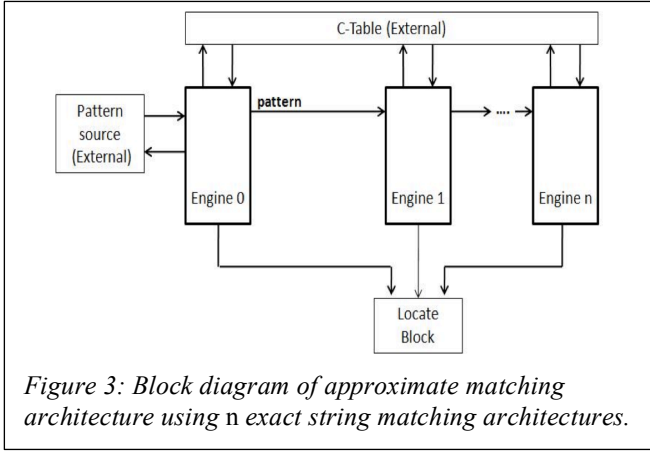 C-Table (External)
pattern
Pattern
source
(External)
....
Engine 0
Engine 1
Engine n
Locate
Block
Figure 3: Block diagram of approximate matching
architecture using n exact string matching architectures.